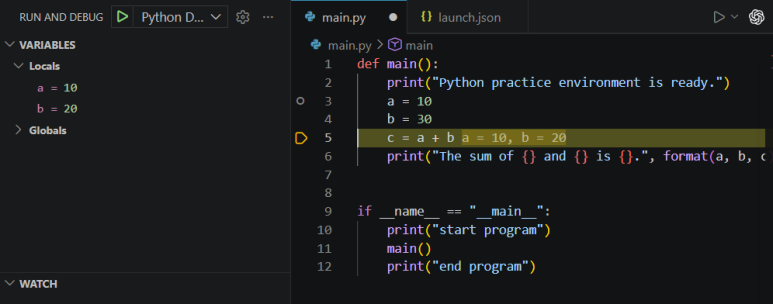 RUN AND DEBUG Python D...
VARIABLES
Locals
a = 10
b = 20
Globals
WATCH
main.py
launch.json
main.py > main
1 def main():
2 print("Python practice environment is ready.")
3 a = 10
4 b = 30
5 c = a + b a = 10, b = 20
6 print("The sum of {} and {} is {}.", format(a, b, c
7
8
9 if __name__ == "__main__":
10 print("start program")
11 main()
12 print("end program")